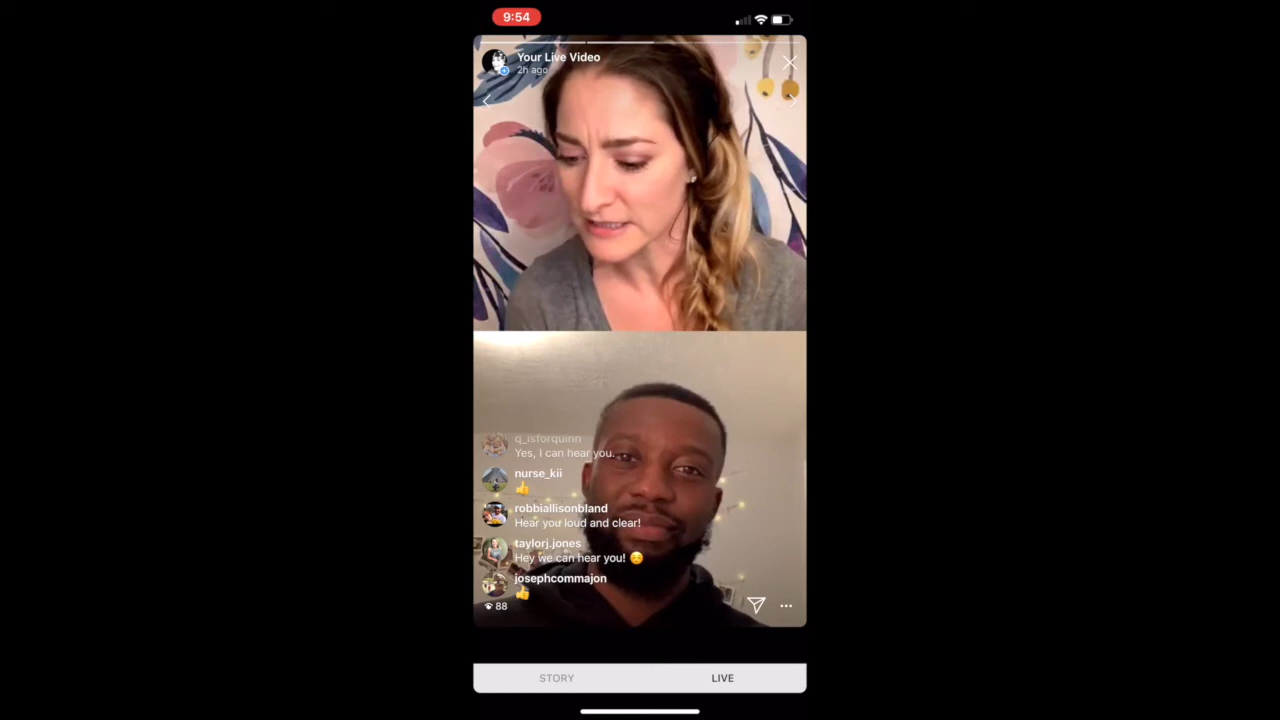 9:54
Your Live Video
2h ago
q_isforquinn
Yes, I can hear you.
nurse_kii
👍
robbiallisonbland
Hear you loud and clear!
taylorj.jones
Hey we can hear you! ☺️
josephcommajon
👍
88
STORY
LIVE